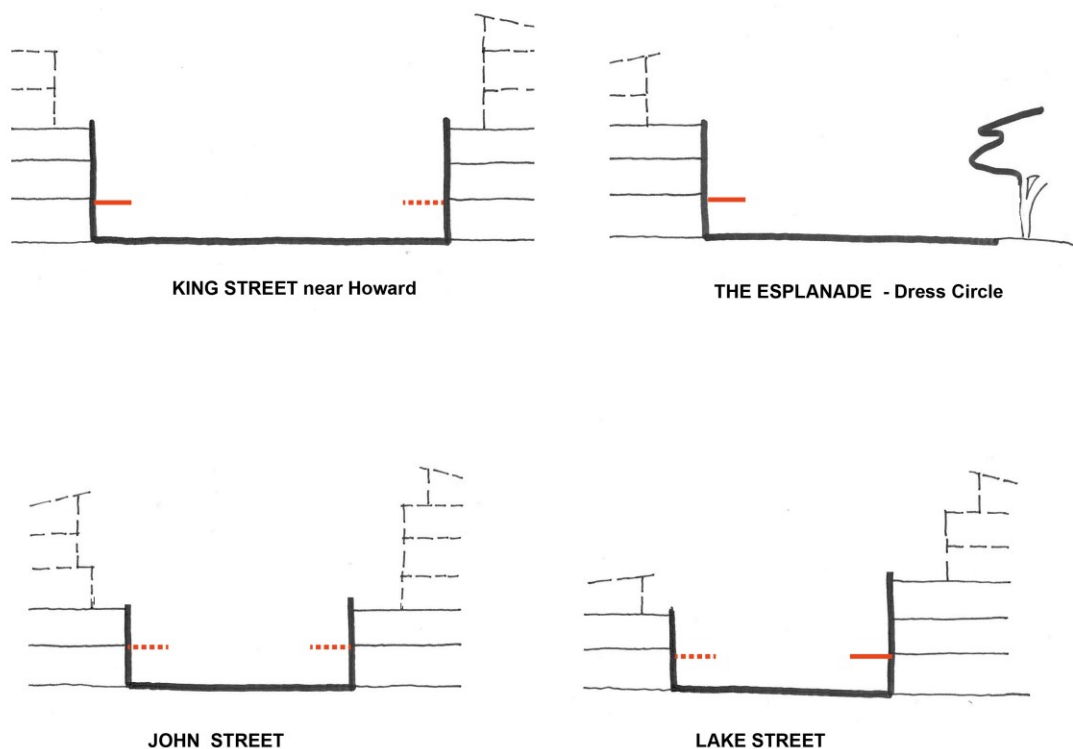 KING STREET near Howard
THE ESPLANADE - Dress Circle
JOHN STREET
LAKE STREET